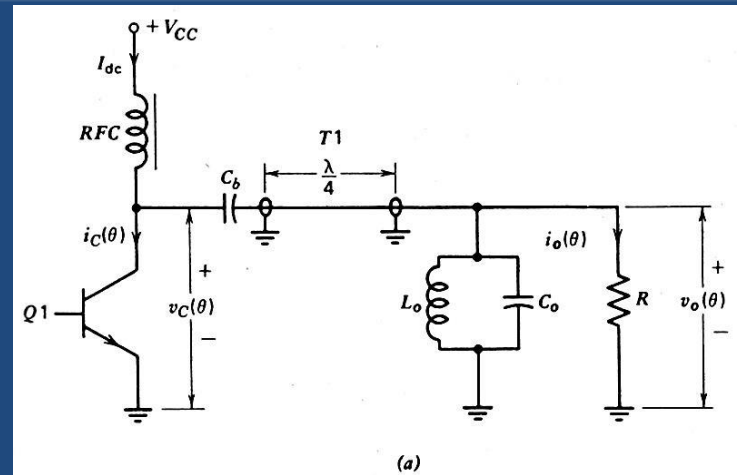 + V_CC
I_dc
RFC
T1
λ/4
C_b
i_C(θ)
i_o(θ)
+
+
Q1
v_C(θ)
L_o
C_o
R
v_o(θ)
−
−
(a)